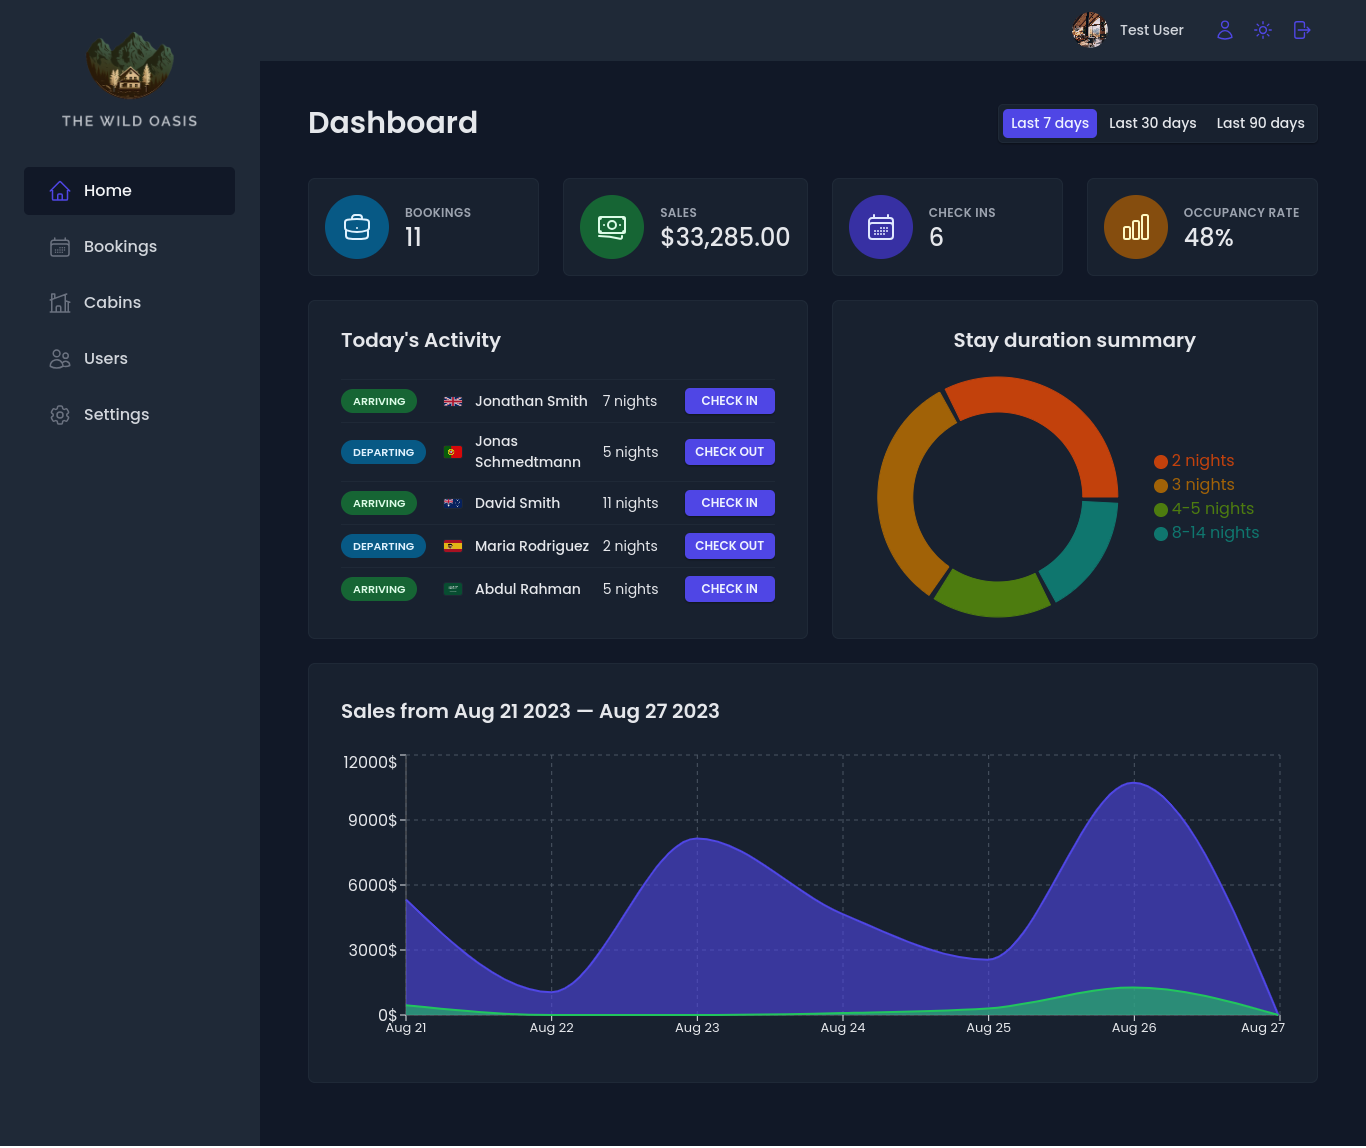 Test User
THE WILD OASIS
Home
Bookings
Cabins
Users
Settings
Dashboard
Last 7 days
Last 30 days
Last 90 days
BOOKINGS
11
SALES
$33,285.00
CHECK INS
6
OCCUPANCY RATE
48%
Today's Activity
ARRIVING Jonathan Smith 7 nights CHECK IN
DEPARTING Jonas
Schmedtmann 5 nights CHECK OUT
ARRIVING David Smith 11 nights CHECK IN
DEPARTING Maria Rodriguez 2 nights CHECK OUT
ARRIVING Abdul Rahman 5 nights CHECK IN
Stay duration summary
2 nights
3 nights
4-5 nights
8-14 nights
Sales from Aug 21 2023 — Aug 27 2023
12000$
9000$
6000$
3000$
0$
Aug 21 Aug 22 Aug 23 Aug 24 Aug 25 Aug 26 Aug 27